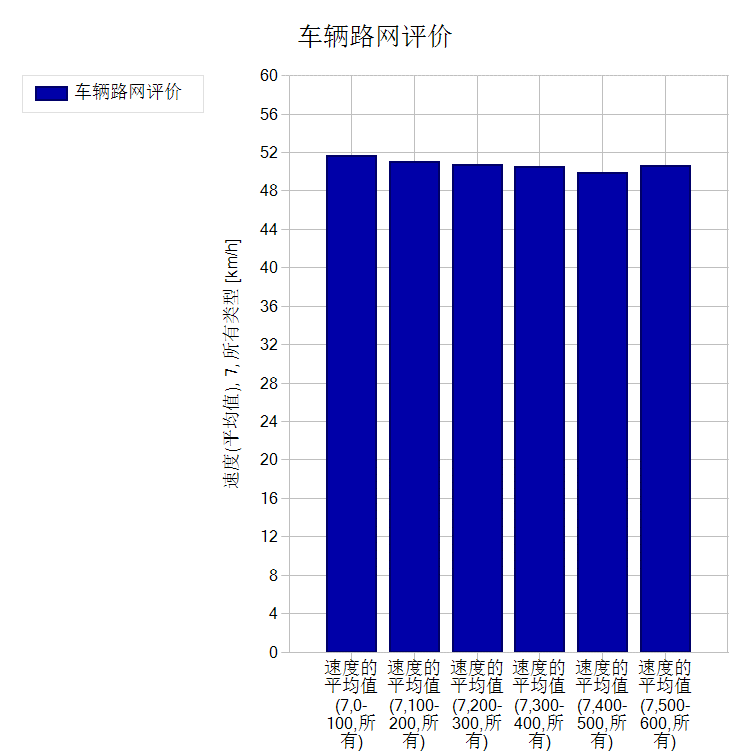 车辆路网评价
车辆路网评价
速度(平均值), 7, 所有类型 [km/h]
60
56
52
48
44
40
36
32
28
24
20
16
12
8
4
0
速度的
平均值
(7,0-
100,所
有)
速度的
平均值
(7,100-
200,所
有)
速度的
平均值
(7,200-
300,所
有)
速度的
平均值
(7,300-
400,所
有)
速度的
平均值
(7,400-
500,所
有)
速度的
平均值
(7,500-
600,所
有)